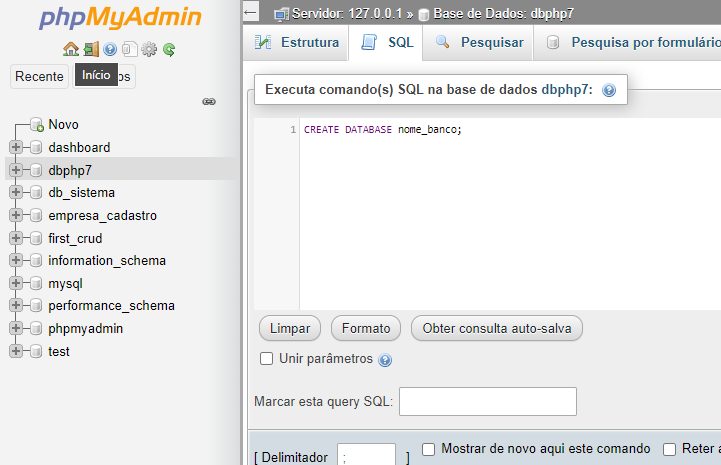 phpMyAdmin
Recente
Início
os
Novo
dashboard
dbphp7
db_sistema
empresa_cadastro
first_crud
information_schema
mysql
performance_schema
phpmyadmin
test
Servidor: 127.0.0.1 » Base de Dados: dbphp7
Estrutura SQL Pesquisar Pesquisa por formulário
Executa comando(s) SQL na base de dados dbphp7:
1 CREATE DATABASE nome_banco;
Limpar Formato Obter consulta auto-salva
Unir parâmetros
Marcar esta query SQL:
[ Delimitador ; ] Mostrar de novo aqui este comando Reter a